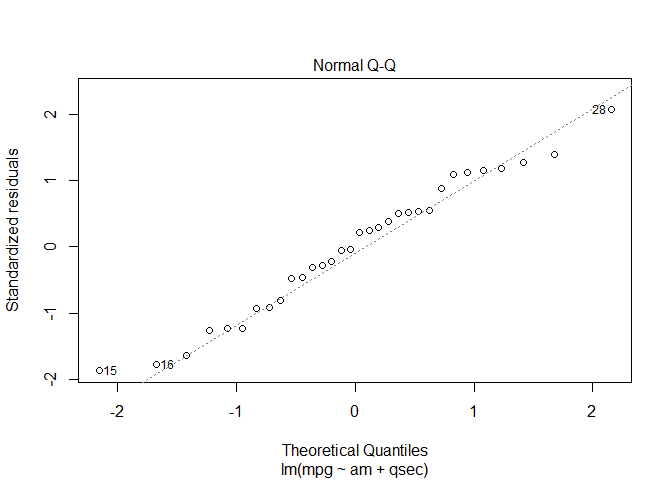 Normal Q-Q
Standardized residuals
2
1
0
-1
-2
28
16
15
-2 -1 0 1 2
Theoretical Quantiles
lm(mpg ~ am + qsec)